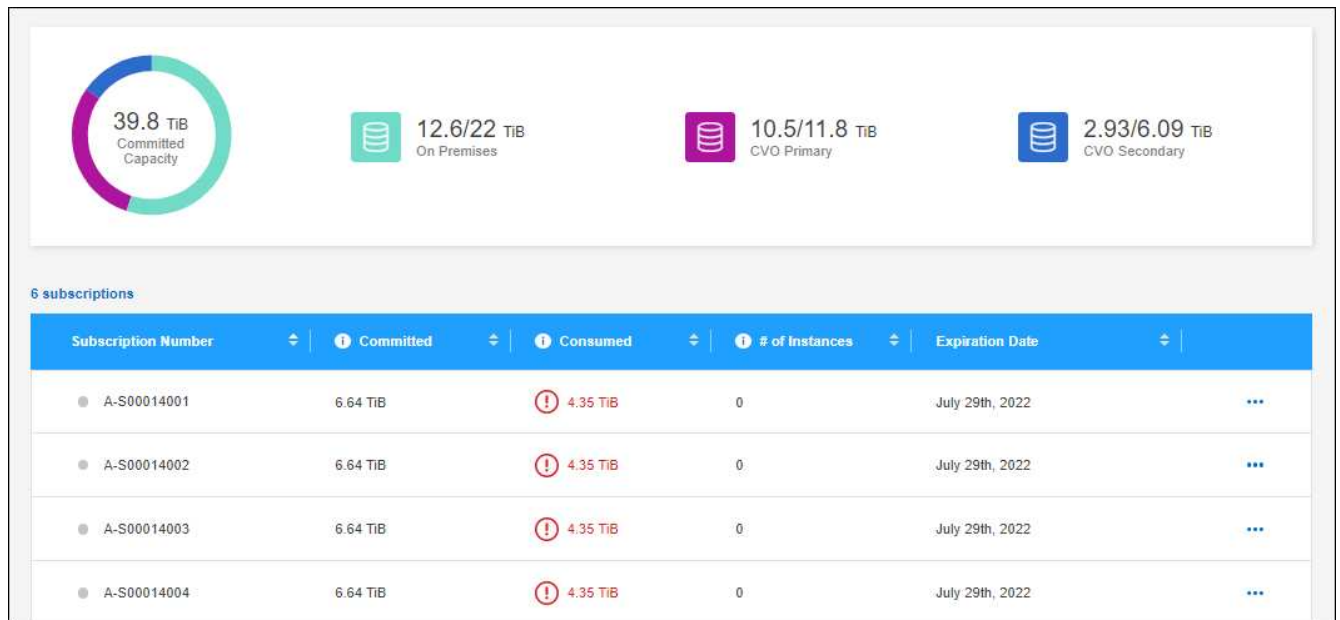 39.8 TiB
Committed
Capacity
12.6/22 TiB
On Premises
10.5/11.8 TiB
CVO Primary
2.93/6.09 TiB
CVO Secondary
6 subscriptions
Subscription Number Committed Consumed # of Instances Expiration Date
A-S00014001 6.64 TiB 4.35 TiB 0 July 29th, 2022
A-S00014002 6.64 TiB 4.35 TiB 0 July 29th, 2022
A-S00014003 6.64 TiB 4.35 TiB 0 July 29th, 2022
A-S00014004 6.64 TiB 4.35 TiB 0 July 29th, 2022